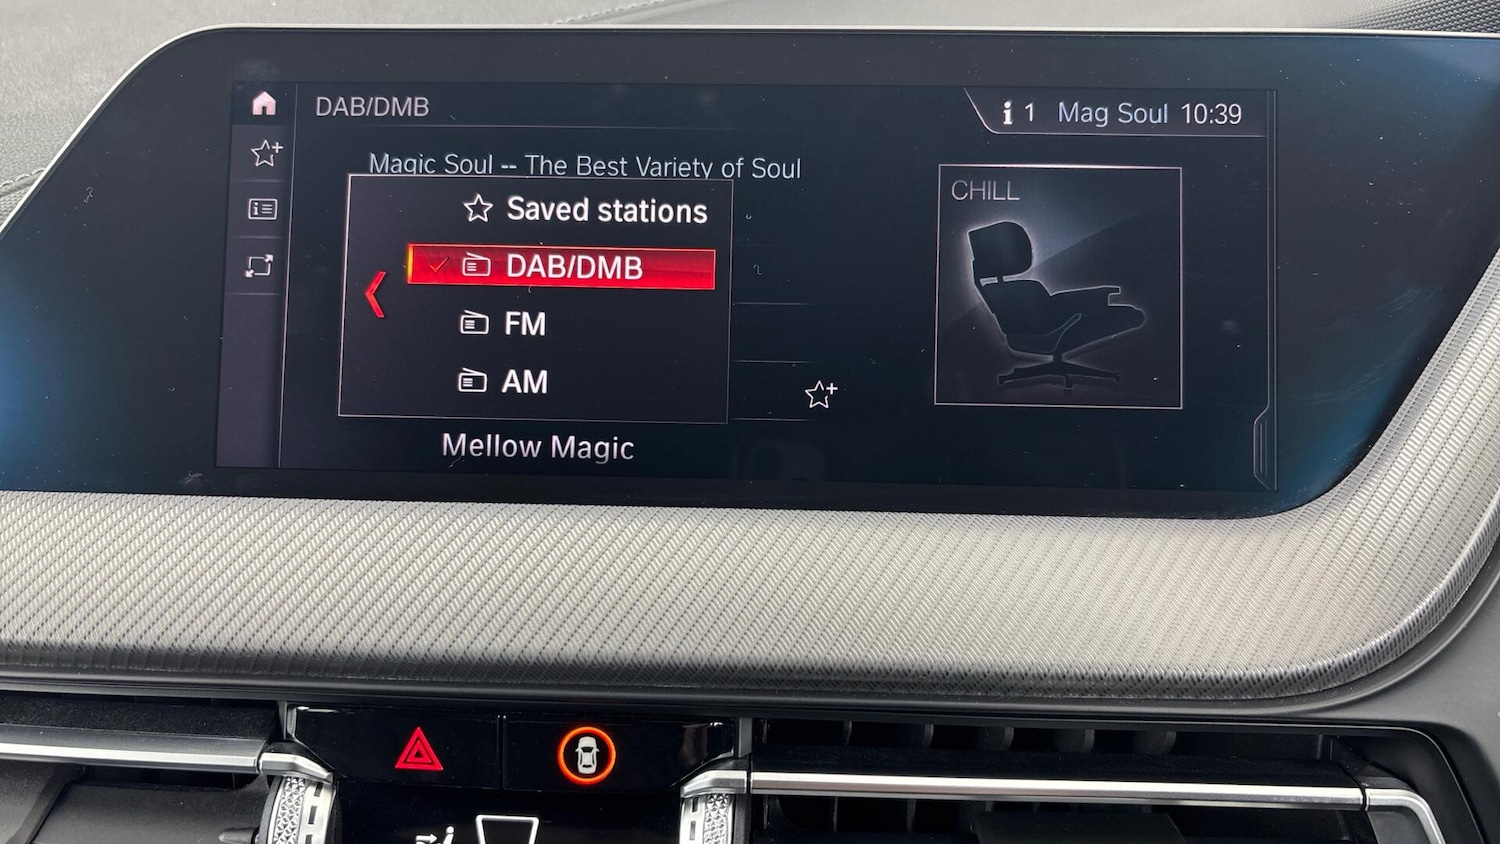 DAB/DMB
i 1 Mag Soul 10:39
Magic Soul -- The Best Variety of Soul
Saved stations
DAB/DMB
FM
AM
Mellow Magic
CHILL